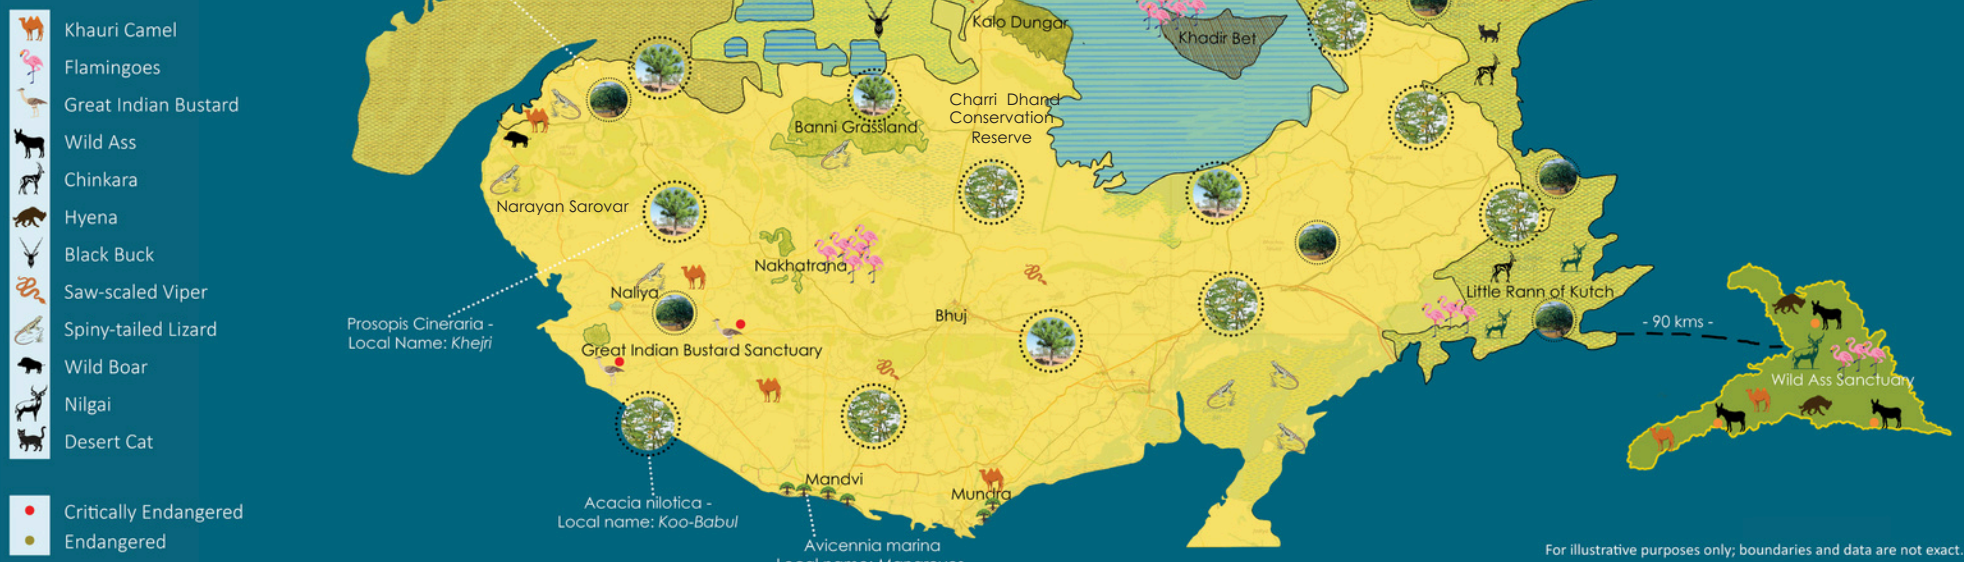 Khauri Camel
Flamingoes
Great Indian Bustard
Wild Ass
Chinkara
Hyena
Black Buck
Saw-scaled Viper
Spiny-tailed Lizard
Wild Boar
Nilgai
Desert Cat
Critically Endangered
Endangered
Kalo Dungar
Khadir Bet
Charri Dhand
Conservation
Reserve
Banni Grassland
Narayan Sarovar
Nakhatrana
Naliya
Bhuj
Great Indian Bustard Sanctuary
Prosopis Cineraria -
Local Name: Khejri
Little Rann of Kutch
- 90 kms -
Wild Ass Sanctuary
Mandvi
Mundra
Acacia nilotica -
Local name: Koo-Babul
Avicennia marina
Local name: Mangroves
For illustrative purposes only; boundaries and data are not exact.